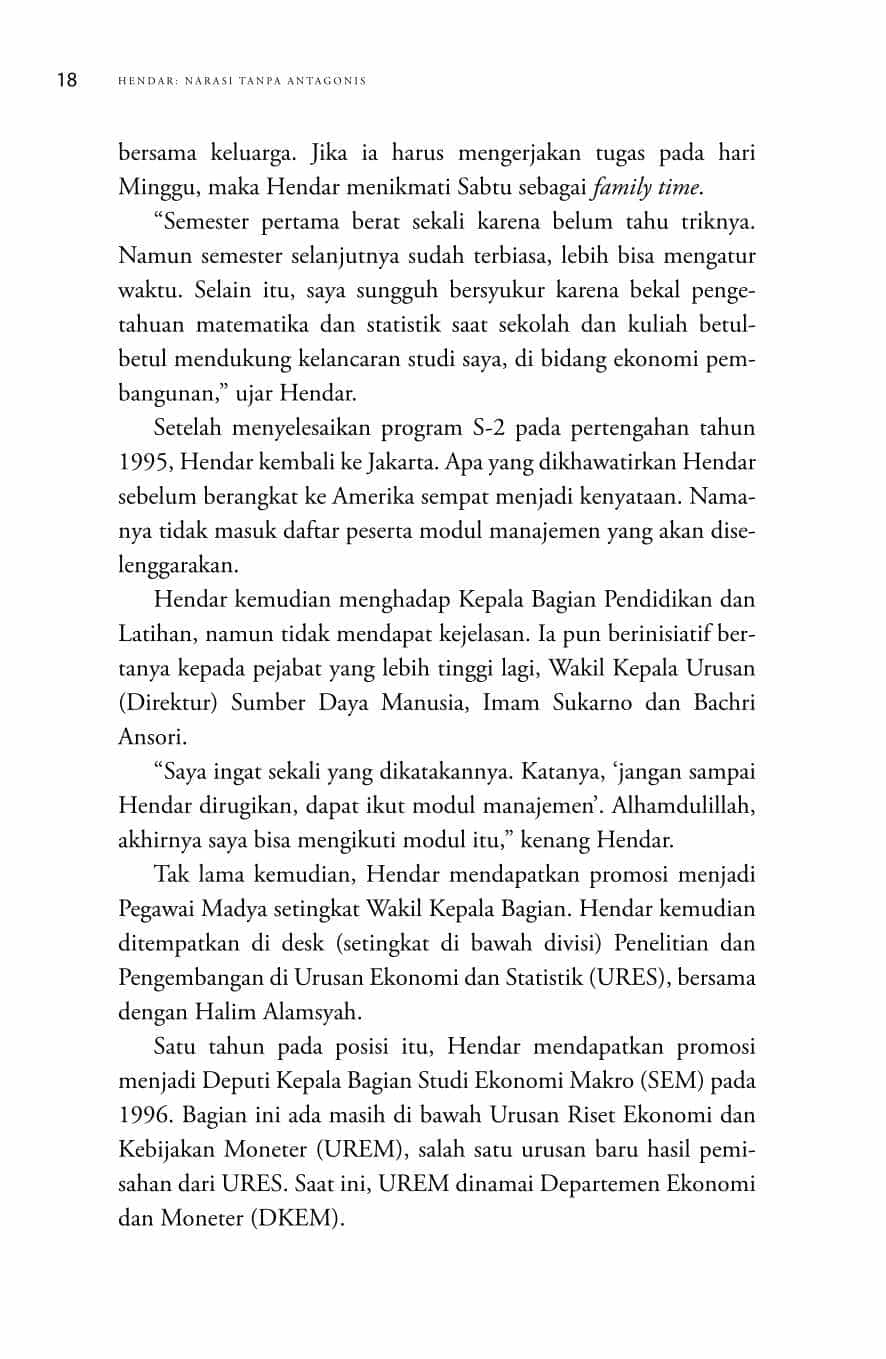 18 HENDAR: NARASI TANPA ANTAGONIS
bersama keluarga. Jika ia harus mengerjakan tugas pada hari
Minggu, maka Hendar menikmati Sabtu sebagai family time.
“Semester pertama berat sekali karena belum tahu triknya.
Namun semester selanjutnya sudah terbiasa, lebih bisa mengatur
waktu. Selain itu, saya sungguh bersyukur karena bekal penge-
tahuan matematika dan statistik saat sekolah dan kuliah betul-
betul mendukung kelancaran studi saya, di bidang ekonomi pem-
bangunan,” ujar Hendar.
Setelah menyelesaikan program S-2 pada pertengahan tahun
1995, Hendar kembali ke Jakarta. Apa yang dikhawatirkan Hendar
sebelum berangkat ke Amerika sempat menjadi kenyataan. Nama-
nya tidak masuk daftar peserta modul manajemen yang akan dise-
lenggarakan.
Hendar kemudian menghadap Kepala Bagian Pendidikan dan
Latihan, namun tidak mendapat kejelasan. Ia pun berinisiatif ber-
tanya kepada pejabat yang lebih tinggi lagi, Wakil Kepala Urusan
(Direktur) Sumber Daya Manusia, Imam Sukarno dan Bachri
Ansori.
“Saya ingat sekali yang dikatakannya. Katanya, ‘jangan sampai
Hendar dirugikan, dapat ikut modul manajemen’. Alhamdulillah,
akhirnya saya bisa mengikuti modul itu,” kenang Hendar.
Tak lama kemudian, Hendar mendapatkan promosi menjadi
Pegawai Madya setingkat Wakil Kepala Bagian. Hendar kemudian
ditempatkan di desk (setingkat di bawah divisi) Penelitian dan
Pengembangan di Urusan Ekonomi dan Statistik (URES), bersama
dengan Halim Alamsyah.
Satu tahun pada posisi itu, Hendar mendapatkan promosi
menjadi Deputi Kepala Bagian Studi Ekonomi Makro (SEM) pada
1996. Bagian ini ada masih di bawah Urusan Riset Ekonomi dan
Kebijakan Moneter (UREM), salah satu urusan baru hasil pemi-
sahan dari URES. Saat ini, UREM dinamai Departemen Ekonomi
dan Moneter (DKEM).